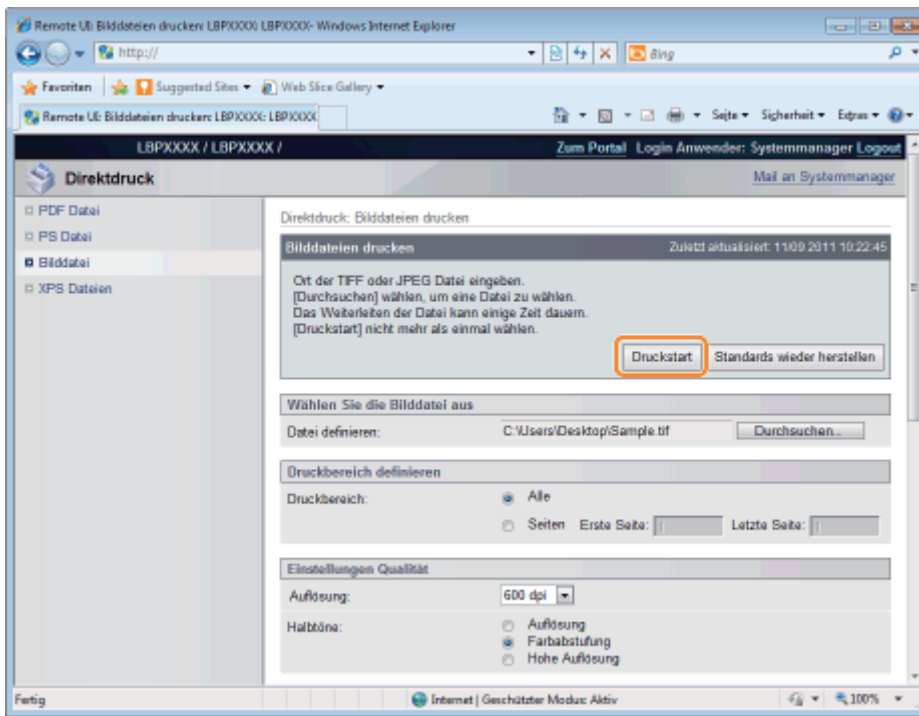 Remote UI: Bilddateien drucken: LBPXXXX: LBPXXXX- Windows Internet Explorer
http://
Bing
Favoriten Suggested Sites Web Slice Gallery
Remote UI: Bilddateien drucken: LBPXXXX: LBPXXXX Seite Sicherheit Extras
LBPXXXX / LBPXXXX / Zum Portal Login Anwender: Systemmanager Logout
Direktdruck Mail an Systemmanager
PDF Datei
PS Datei
Bilddatei
XPS Dateien
Direktdruck: Bilddateien drucken
Bilddateien drucken Zuletzt aktualisiert: 11/09 2011 10:22:45
Ort der TIFF oder JPEG Datei eingeben.
[Durchsuchen] wählen, um eine Datei zu wählen.
Das Weiterleiten der Datei kann einige Zeit dauern.
[Druckstart] nicht mehr als einmal wählen.
Druckstart Standards wieder herstellen
Wählen Sie die Bilddatei aus
Datei definieren: C:\Users\Desktop\Sample.tif Durchsuchen...
Druckbereich definieren
Druckbereich: Alle
Seiten Erste Seite: 1 Letzte Seite: 1
Einstellungen Qualität
Auflösung: 600 dpi
Halbtöne: Auflösung
Farbabstufung
Hohe Auflösung
Fertig Internet | Geschützter Modus: Aktiv 100%